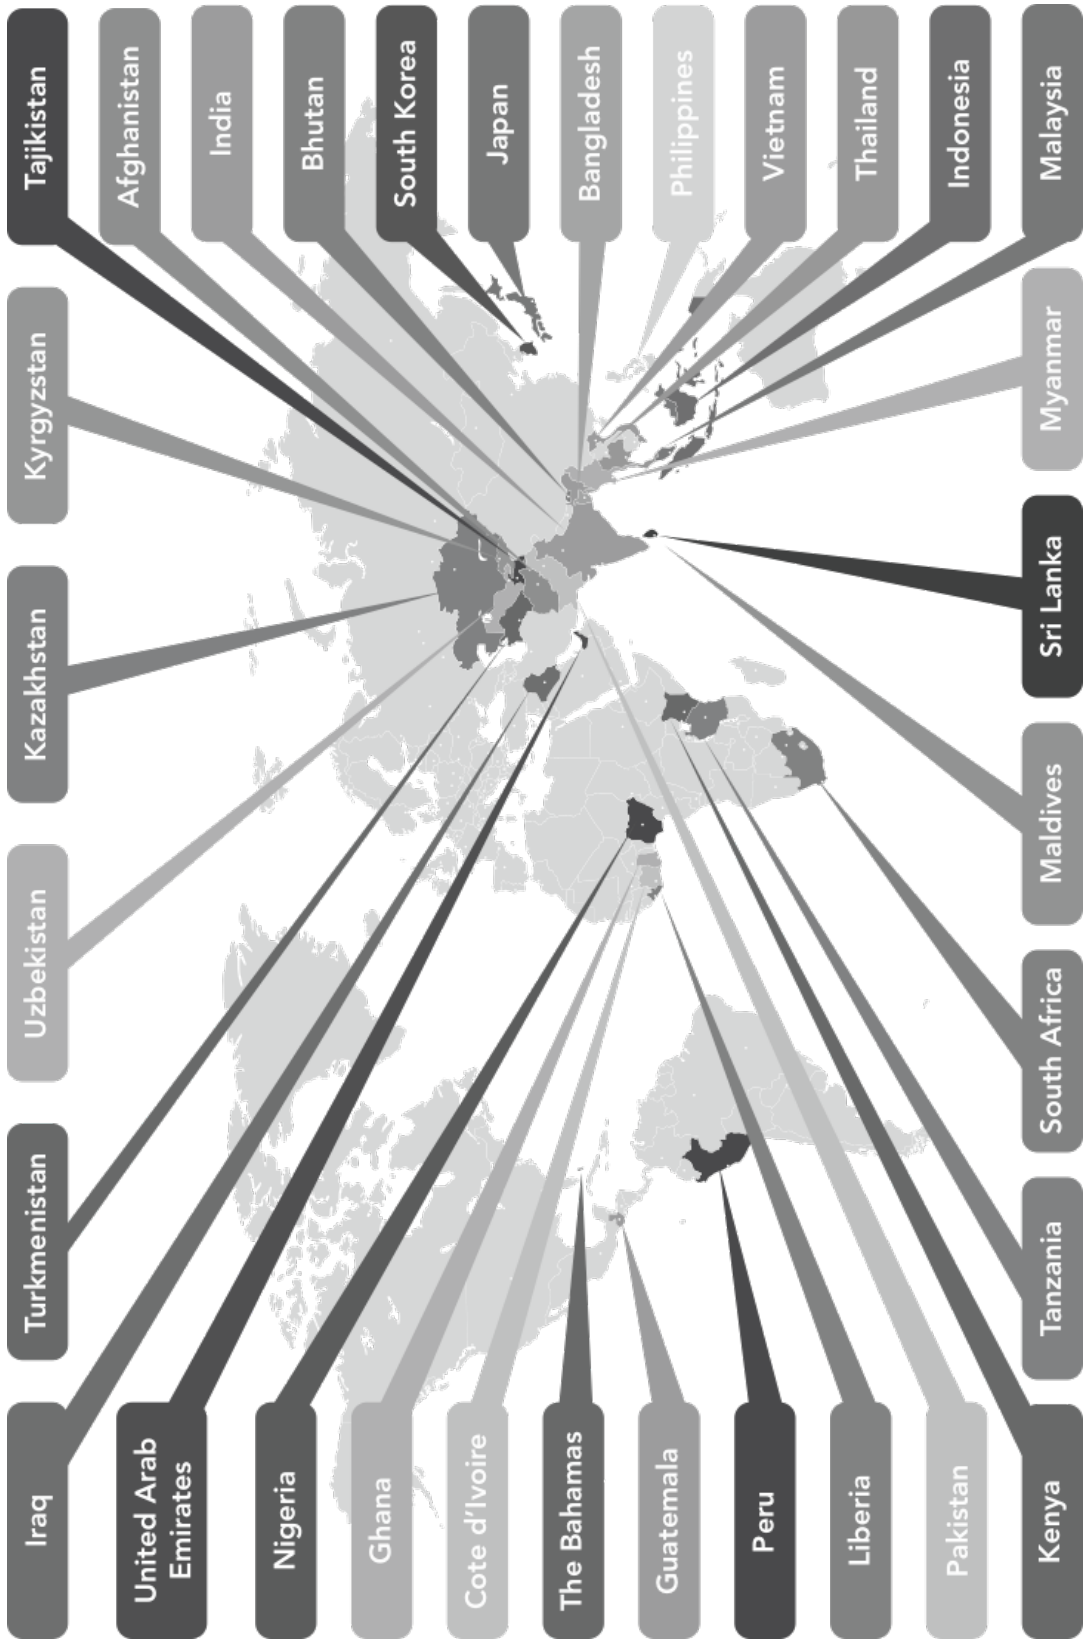 Iraq
Turkmenistan
Uzbekistan
Kazakhstan
Kyrgyzstan
Tajikistan
United Arab
Emirates
Afghanistan
Nigeria
India
Ghana
Bhutan
Cote d'Ivoire
South Korea
The Bahamas
Japan
Guatemala
Bangladesh
Peru
Philippines
Liberia
Vietnam
Pakistan
Thailand
Indonesia
Kenya
Tanzania
South Africa
Maldives
Sri Lanka
Myanmar
Malaysia